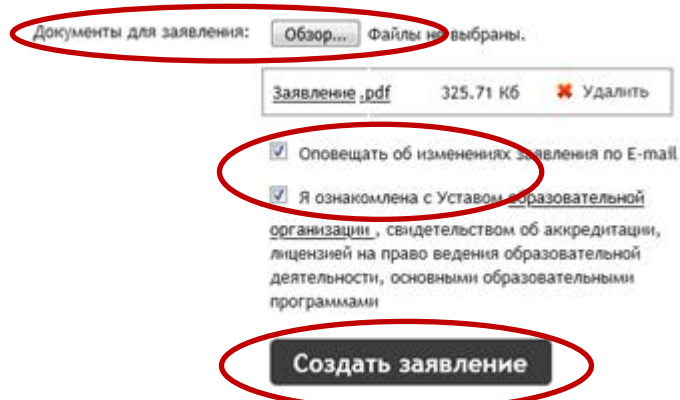 Документы для заявления: Обзор... Файлы не выбраны.
Заявление .pdf 325.71 Кб Удалить
Оповещать об изменениях заявления по E-mail
Я ознакомлена с Уставом образовательной
организации , свидетельством об аккредитации,
лицензией на право ведения образовательной
деятельности, основными образовательными
программами
Создать заявление